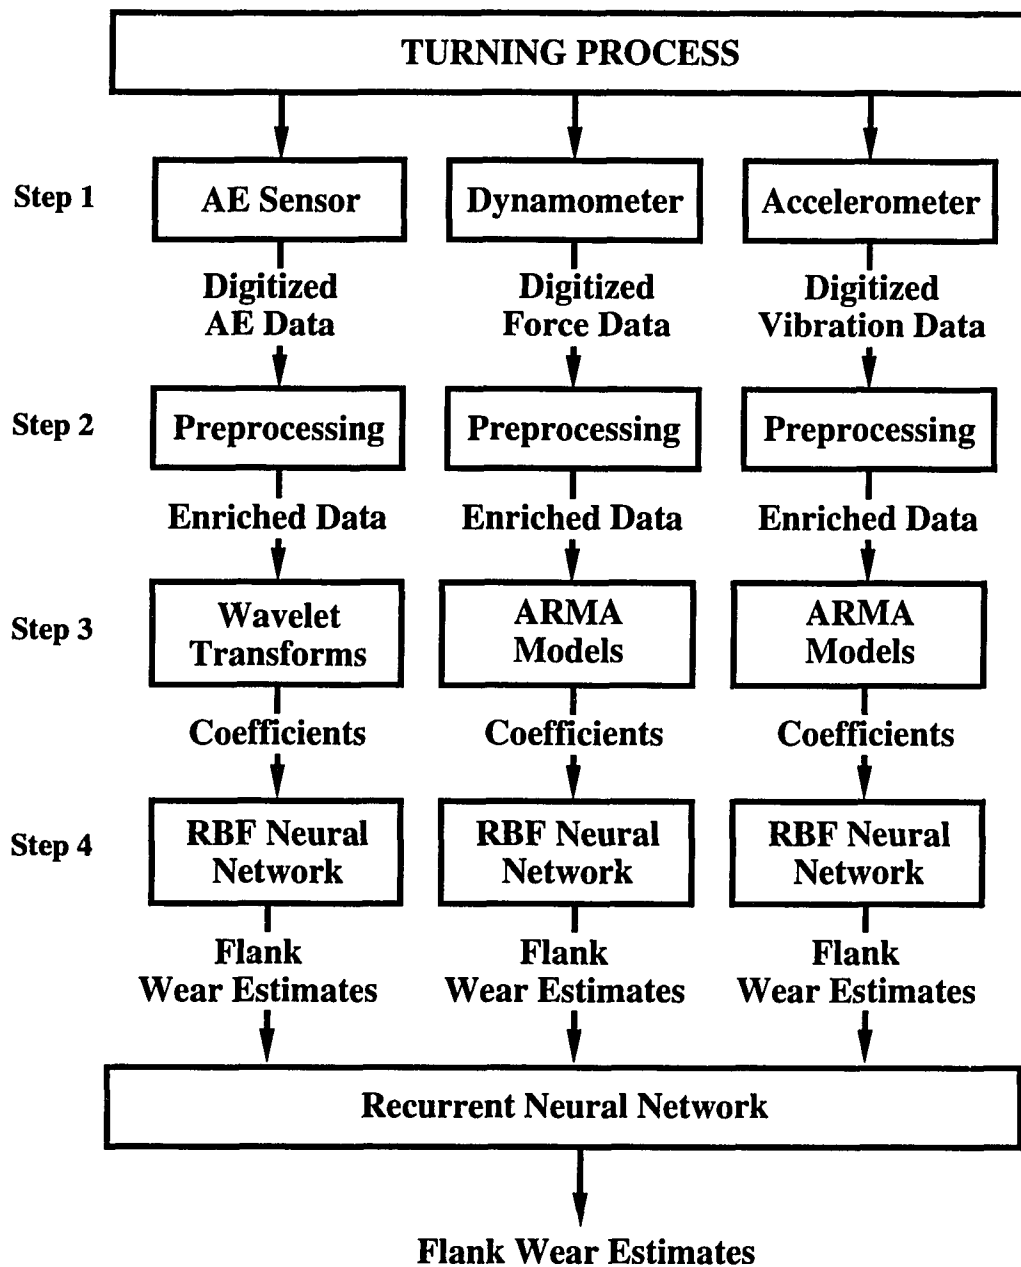 TURNING PROCESS
Step 1
AE Sensor
Dynamometer
Accelerometer
Digitized
AE Data
Digitized
Force Data
Digitized
Vibration Data
Step 2
Preprocessing
Preprocessing
Preprocessing
Enriched Data
Enriched Data
Enriched Data
Step 3
Wavelet
Transforms
ARMA
Models
ARMA
Models
Coefficients
Coefficients
Coefficients
Step 4
RBF Neural
Network
RBF Neural
Network
RBF Neural
Network
Flank
Wear Estimates
Flank
Wear Estimates
Flank
Wear Estimates
Recurrent Neural Network
Flank Wear Estimates